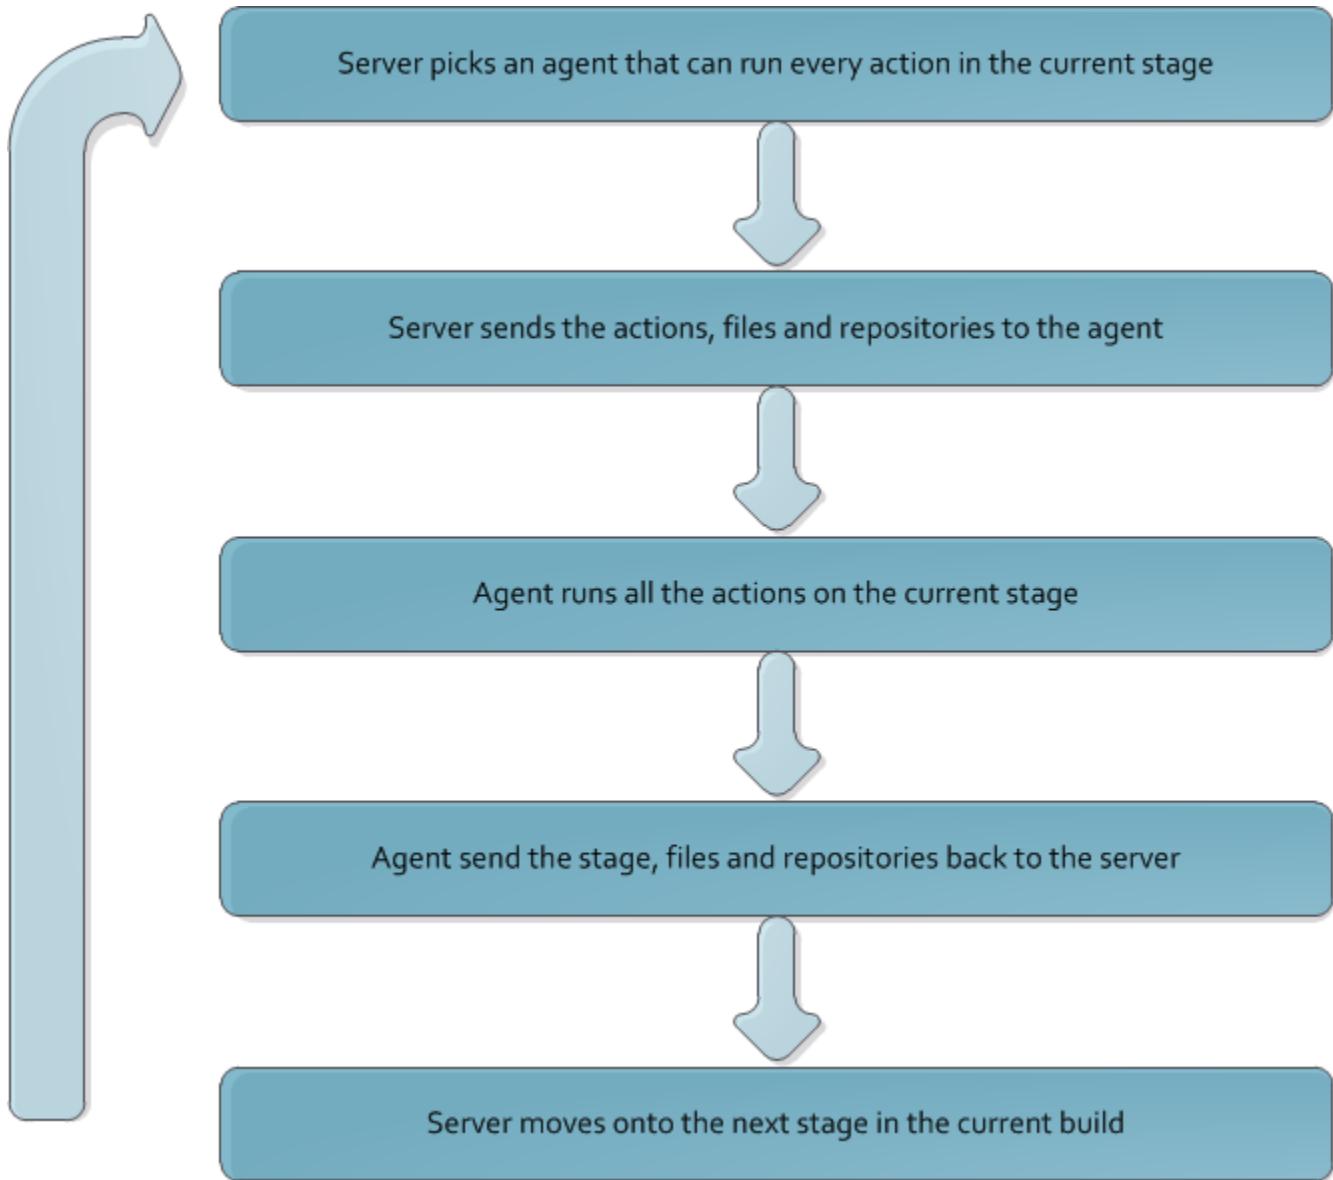 Server picks an agent that can run every action in the current stage
Server sends the actions, files and repositories to the agent
Agent runs all the actions on the current stage
Agent send the stage, files and repositories back to the server
Server moves onto the next stage in the current build